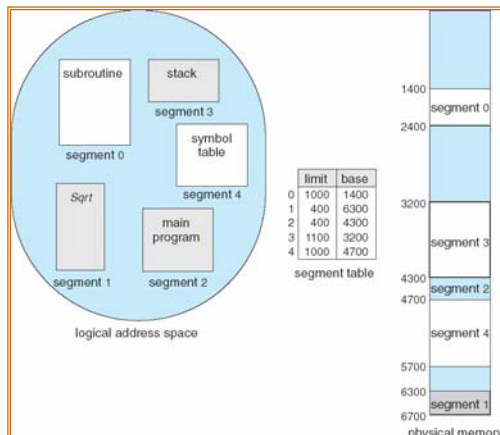 subroutine
segment 0
stack
segment 3
symbol
table
segment 4
Sqrt
segment 1
main
program
segment 2
logical address space
limit base
0 1000 1400
1 400 6300
2 400 4300
3 1100 3200
4 1000 4700
segment table
1400
segment 0
2400
3200
segment 3
4300
segment 2
4700
segment 4
5700
6300
segment 1
6700
physical memory